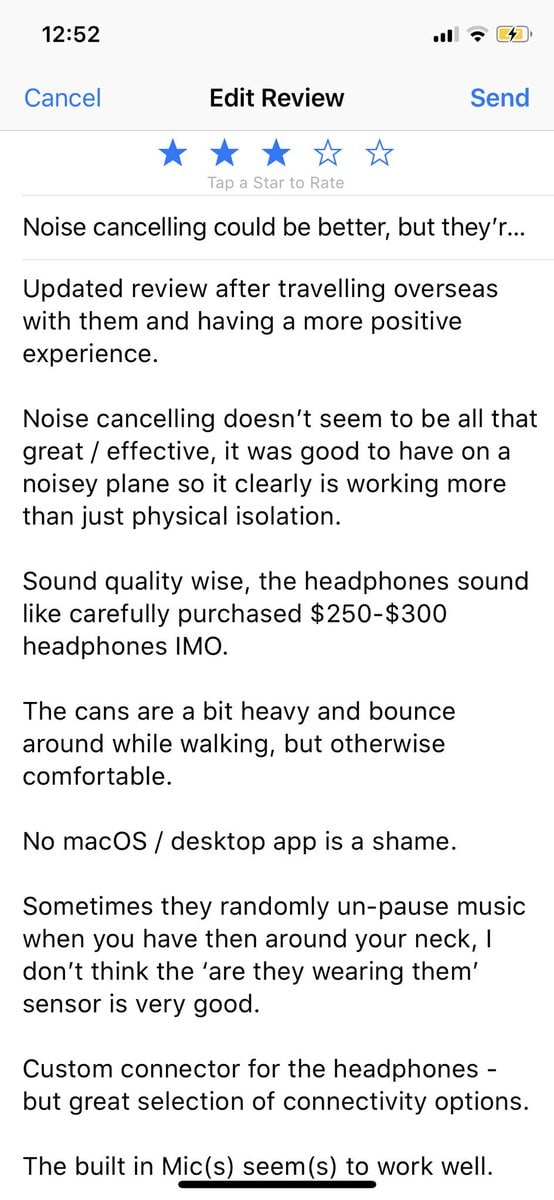 12:52
Cancel
Edit Review
Send
Tap a Star to Rate
Noise cancelling could be better, but they’r...
Updated review after travelling overseas
with them and having a more positive
experience.
Noise cancelling doesn’t seem to be all that
great / effective, it was good to have on a
noisey plane so it clearly is working more
than just physical isolation.
Sound quality wise, the headphones sound
like carefully purchased $250-$300
headphones IMO.
The cans are a bit heavy and bounce
around while walking, but otherwise
comfortable.
No macOS / desktop app is a shame.
Sometimes they randomly un-pause music
when you have then around your neck, I
don’t think the ‘are they wearing them’
sensor is very good.
Custom connector for the headphones -
but great selection of connectivity options.
The built in Mic(s) seem(s) to work well.